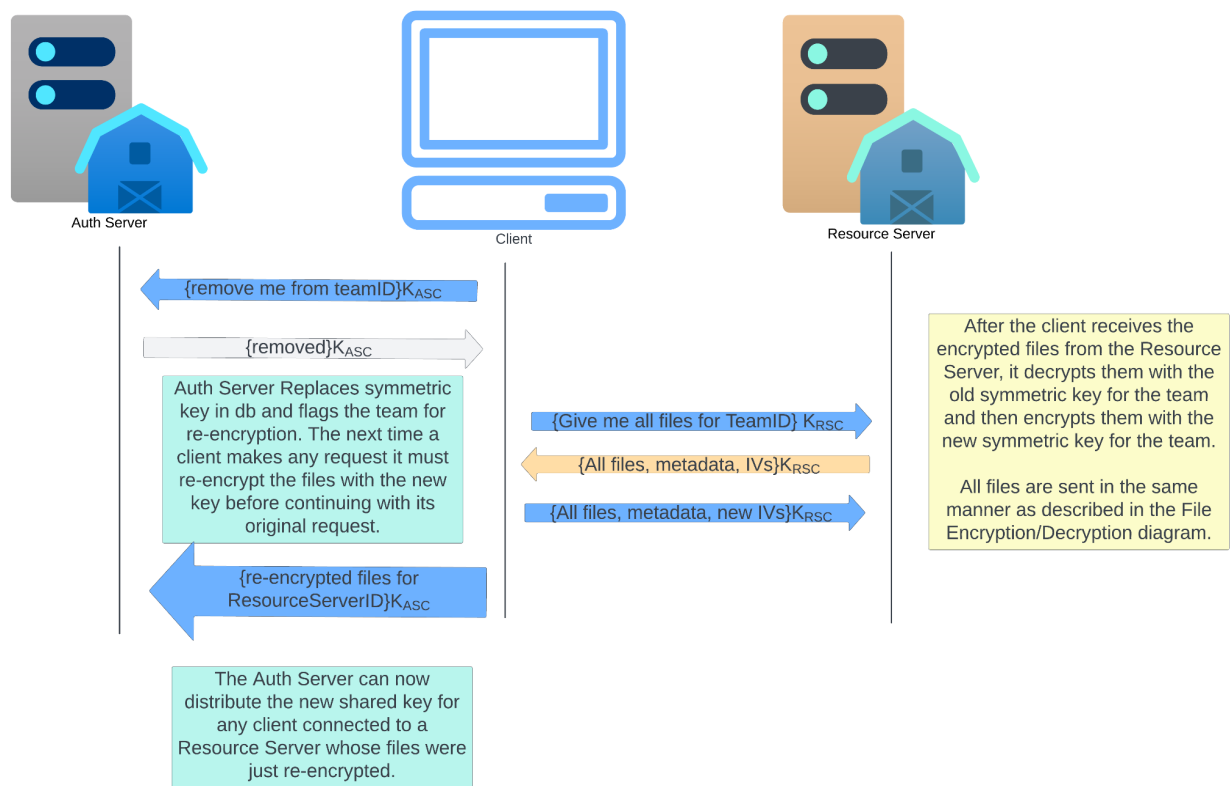 Auth Server
Client
Resource Server
{remove me from teamID}K_ASC
{removed}K_ASC
Auth Server Replaces symmetric
key in db and flags the team for
re-encryption. The next time a
client makes any request it must
re-encrypt the files with the new
key before continuing with its
original request.
{Give me all files for TeamID} K_RSC
{All files, metadata, IVs}K_RSC
{All files, metadata, new IVs}K_RSC
After the client receives the
encrypted files from the Resource
Server, it decrypts them with the
old symmetric key for the team
and then encrypts them with the
new symmetric key for the team.
All files are sent in the same
manner as described in the File
Encryption/Decryption diagram.
{re-encrypted files for
ResourceServerID}K_ASC
The Auth Server can now
distribute the new shared key for
any client connected to a
Resource Server whose files were
just re-encrypted.